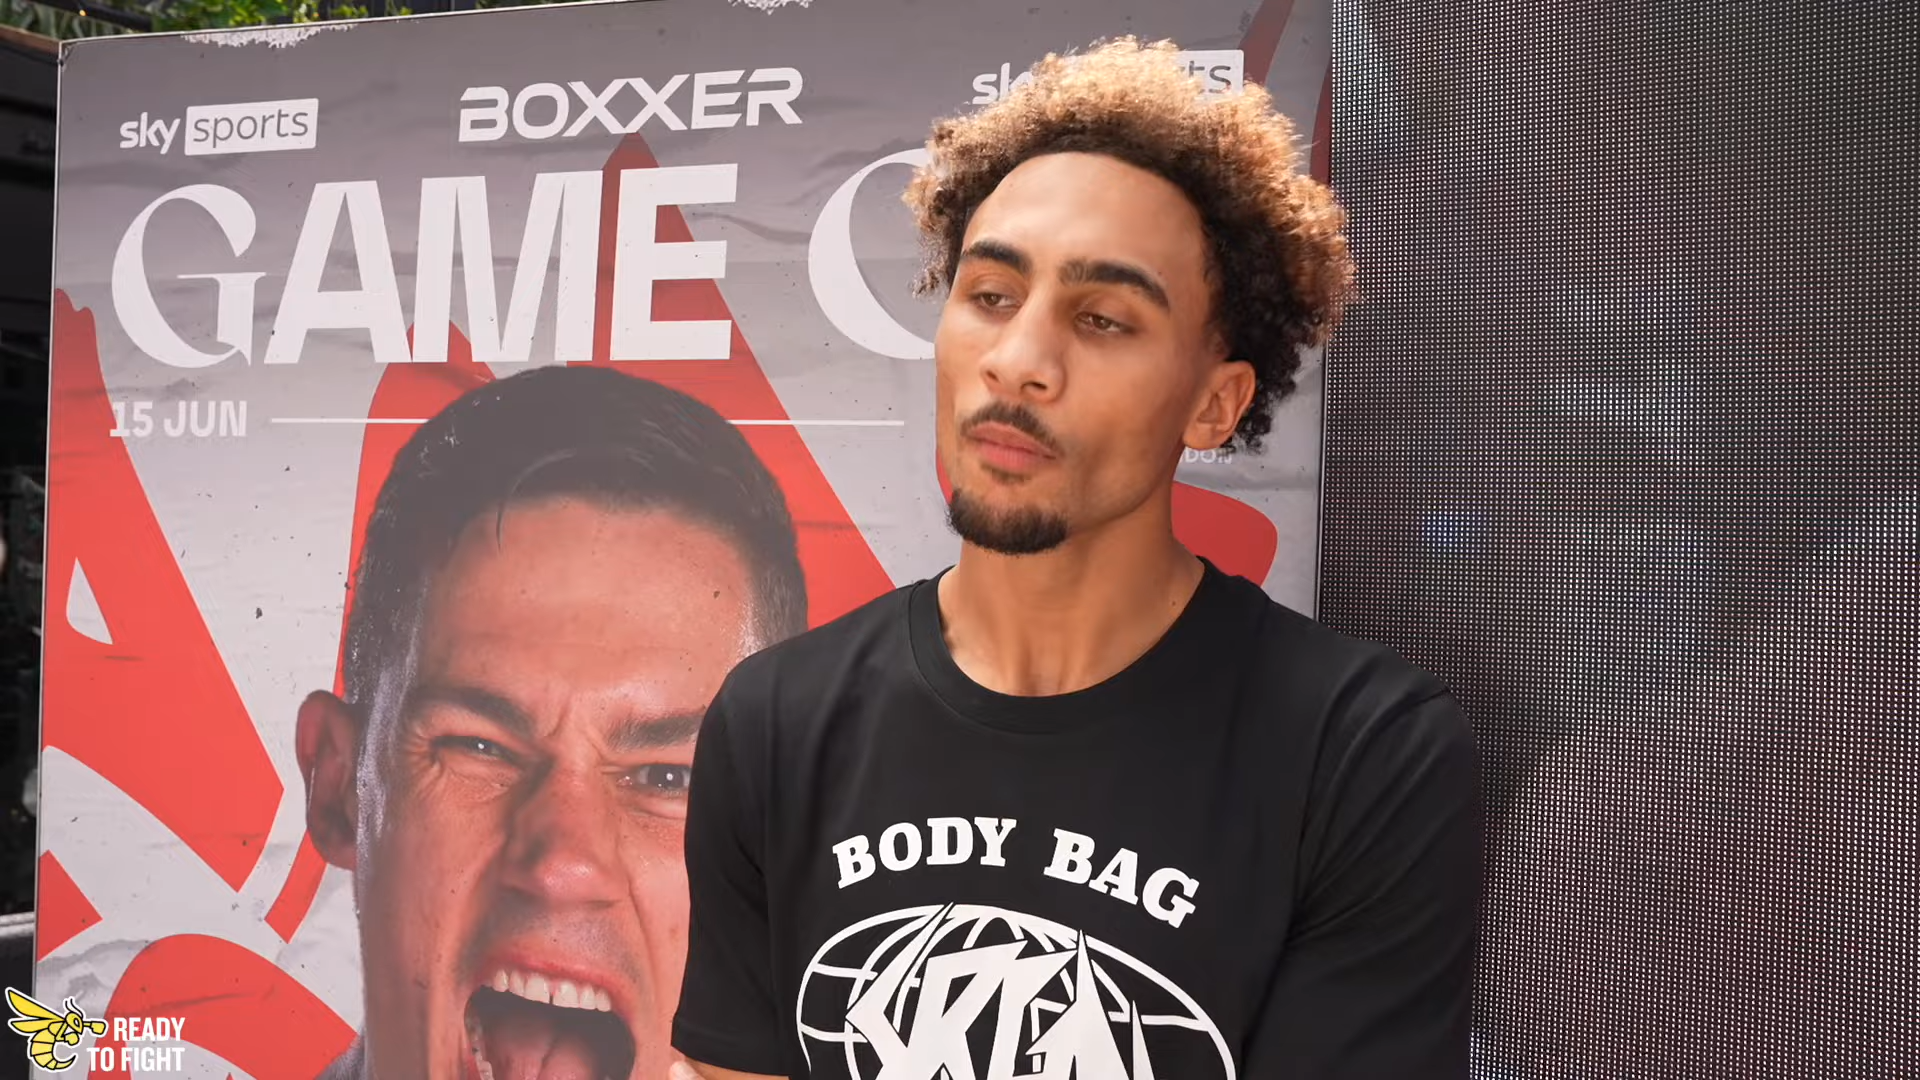 sky sports
BOXXER
GAME
15 JUN
BODY BAG
READY
TO FIGHT